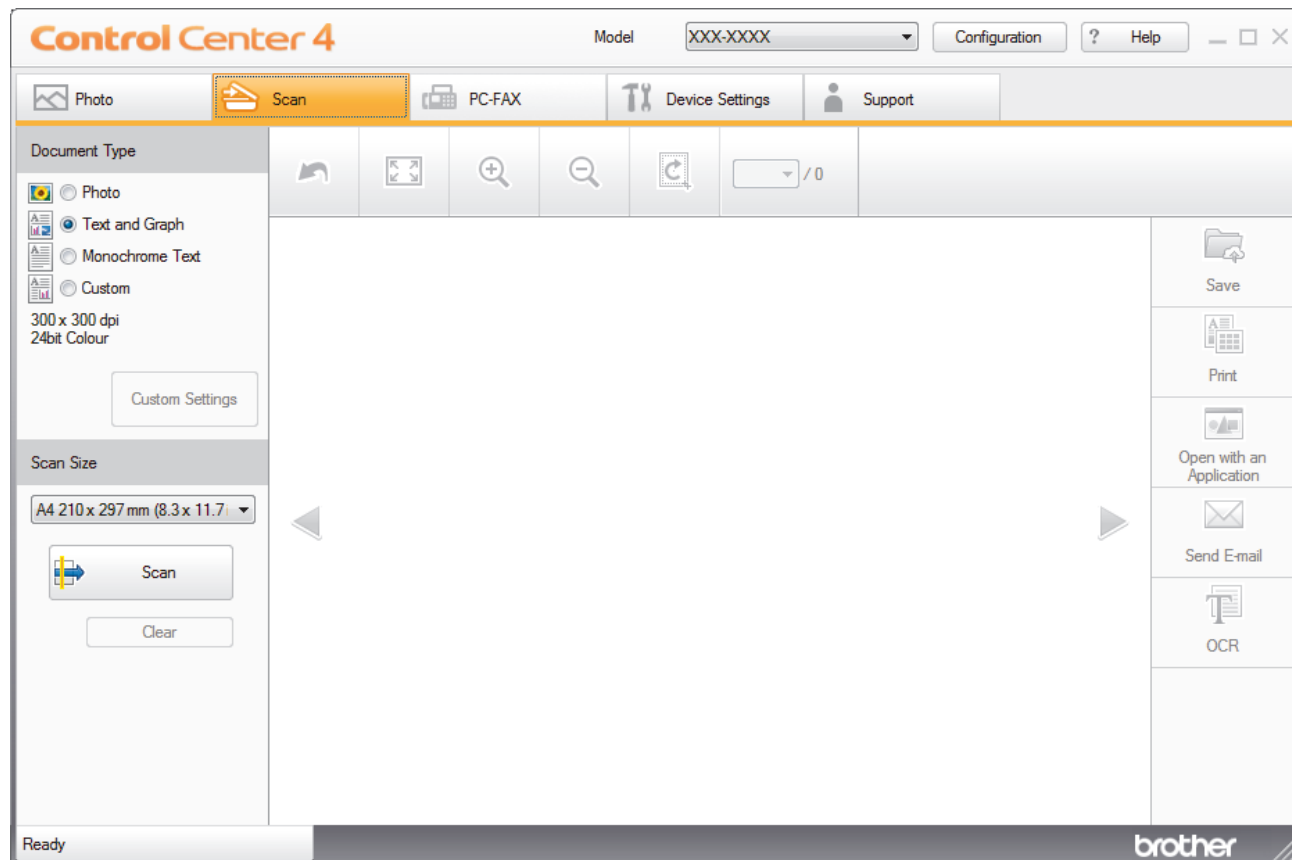 Control Center 4
Model XXX-XXXX Configuration ? Help
Photo Scan PC-FAX Device Settings Support
Document Type
Photo
Text and Graph
Monochrome Text
Custom
300 x 300 dpi
24bit Colour
Custom Settings
Scan Size
A4 210 x 297 mm (8.3 x 11.7
Scan
Clear
/ 0
Save
Print
Open with an
Application
Send E-mail
OCR
Ready
brother